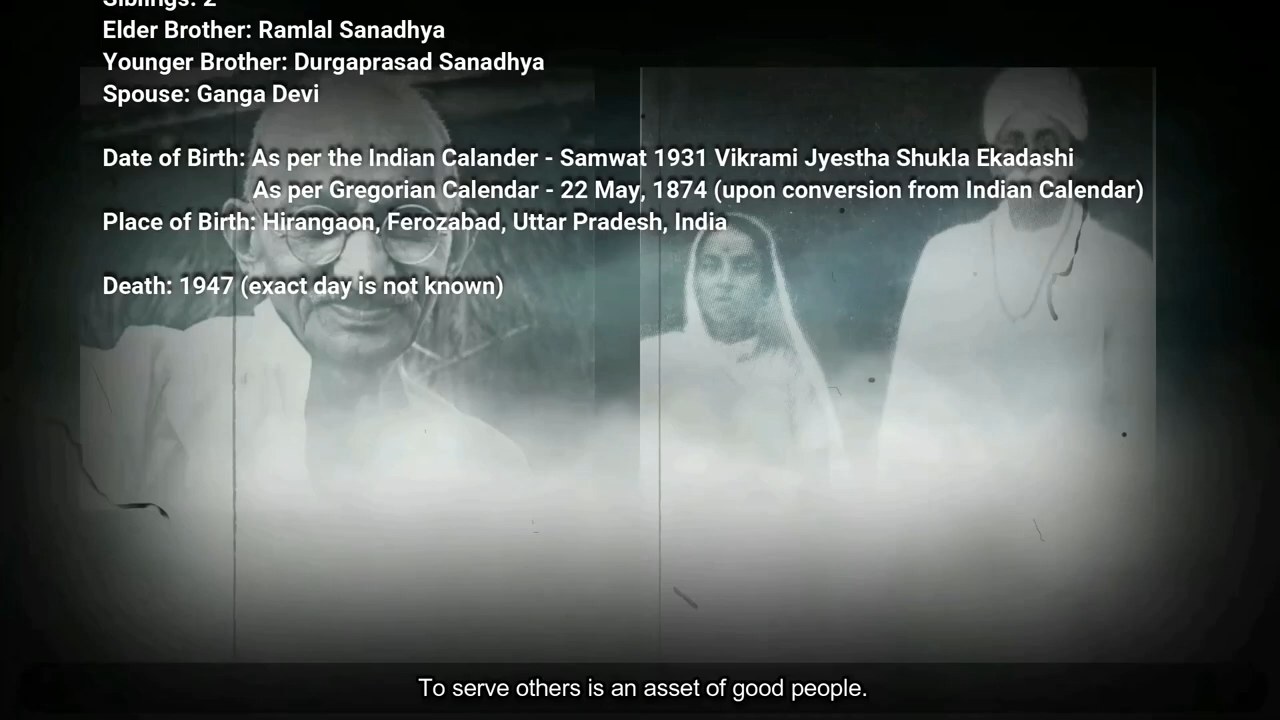 Siblings: 2
Elder Brother: Ramlal Sanadhya
Younger Brother: Durgaprasad Sanadhya
Spouse: Ganga Devi
Date of Birth: As per the Indian Calander - Samwat 1931 Vikrami Jyestha Shukla Ekadashi
As per Gregorian Calendar - 22 May, 1874 (upon conversion from Indian Calendar)
Place of Birth: Hirangaon, Ferozabad, Uttar Pradesh, India
Death: 1947 (exact day is not known)
To serve others is an asset of good people.